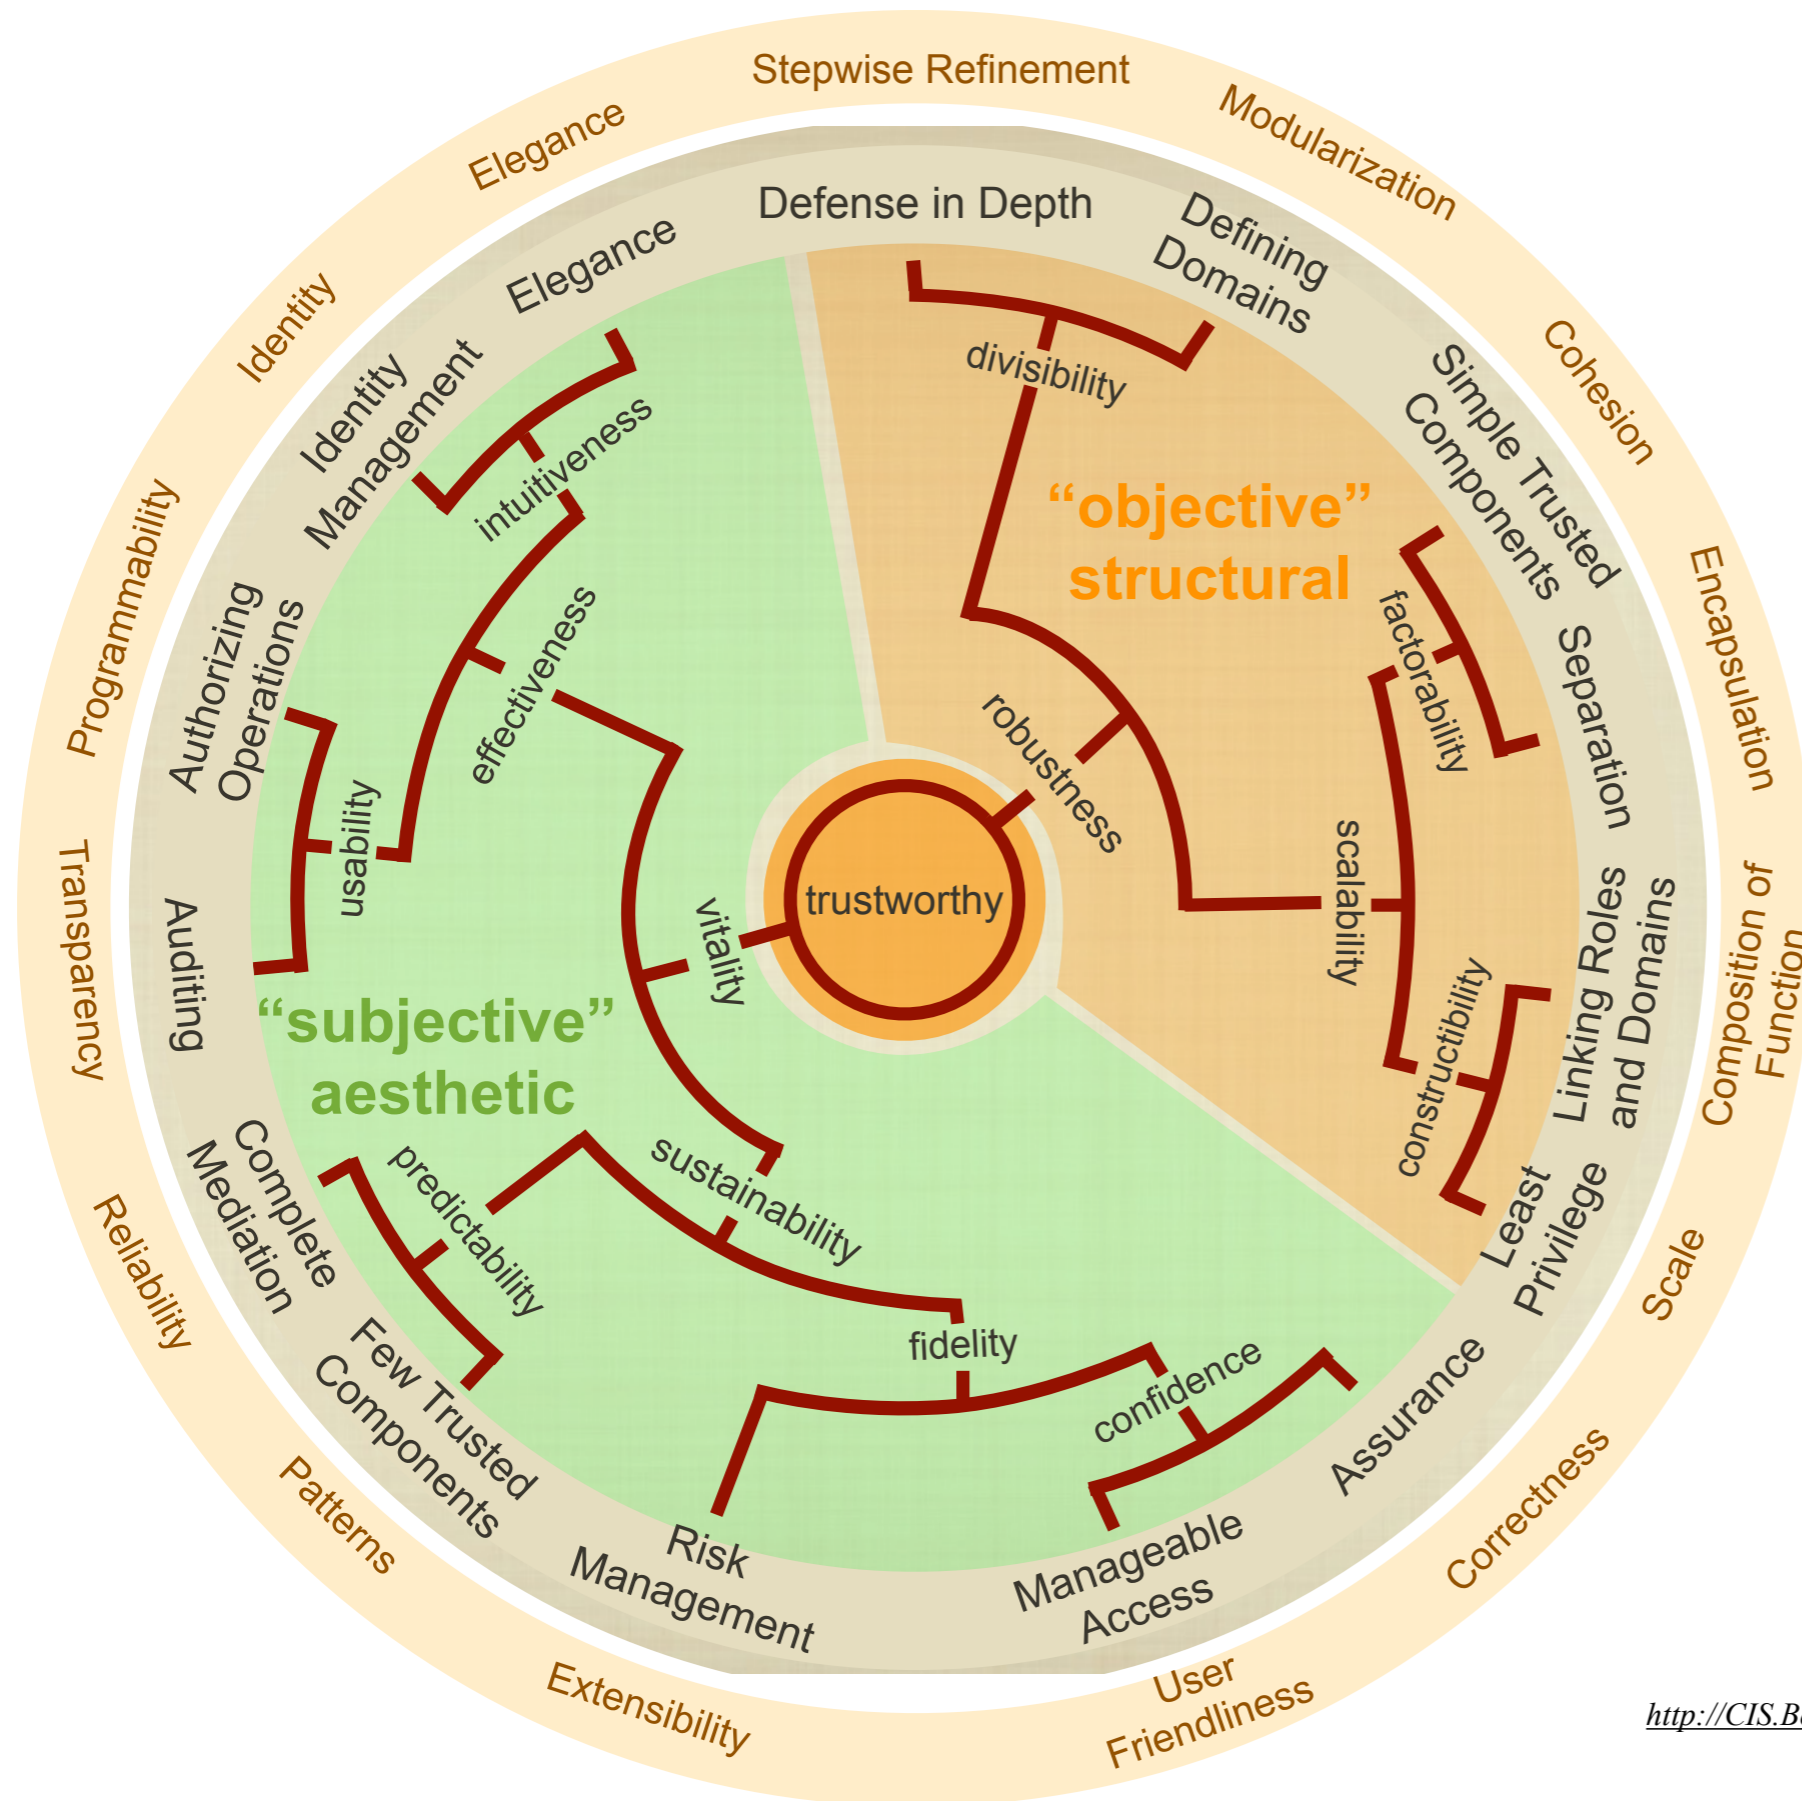 Stepwise Refinement
Modularization
Cohesion
Encapsulation
Composition of
Function
Scale
Correctness
User
Friendliness
Extensibility
Patterns
Reliability
Transparency
Programmability
Identity
Elegance
Defense in Depth
Defining
Domains
Simple Trusted
Components
Separation
Linking Roles
and Domains
Least
Privilege
Assurance
Manageable
Access
Risk
Management
Few Trusted
Components
Complete
Mediation
Auditing
Authorizing
Operations
Identity
Management
Elegance
divisibility
“objective”
structural
factorability
robustness
scalability
constructibility
intuitiveness
effectiveness
usability
vitality
trustworthy
“subjective”
aesthetic
sustainability
predictability
fidelity
confidence